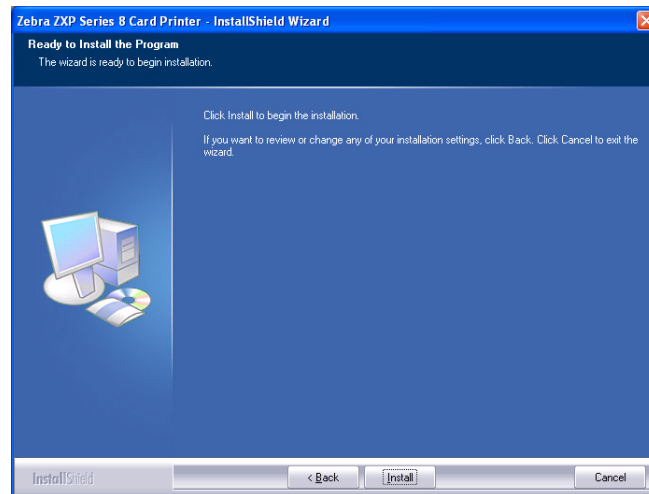 Zebra ZXP Series 8 Card Printer - InstallShield Wizard
Ready to Install the Program
The wizard is ready to begin installation.
Click Install to begin the installation.
If you want to review or change any of your installation settings, click Back. Click Cancel to exit the
wizard.
InstallShield
< Back
Install
Cancel